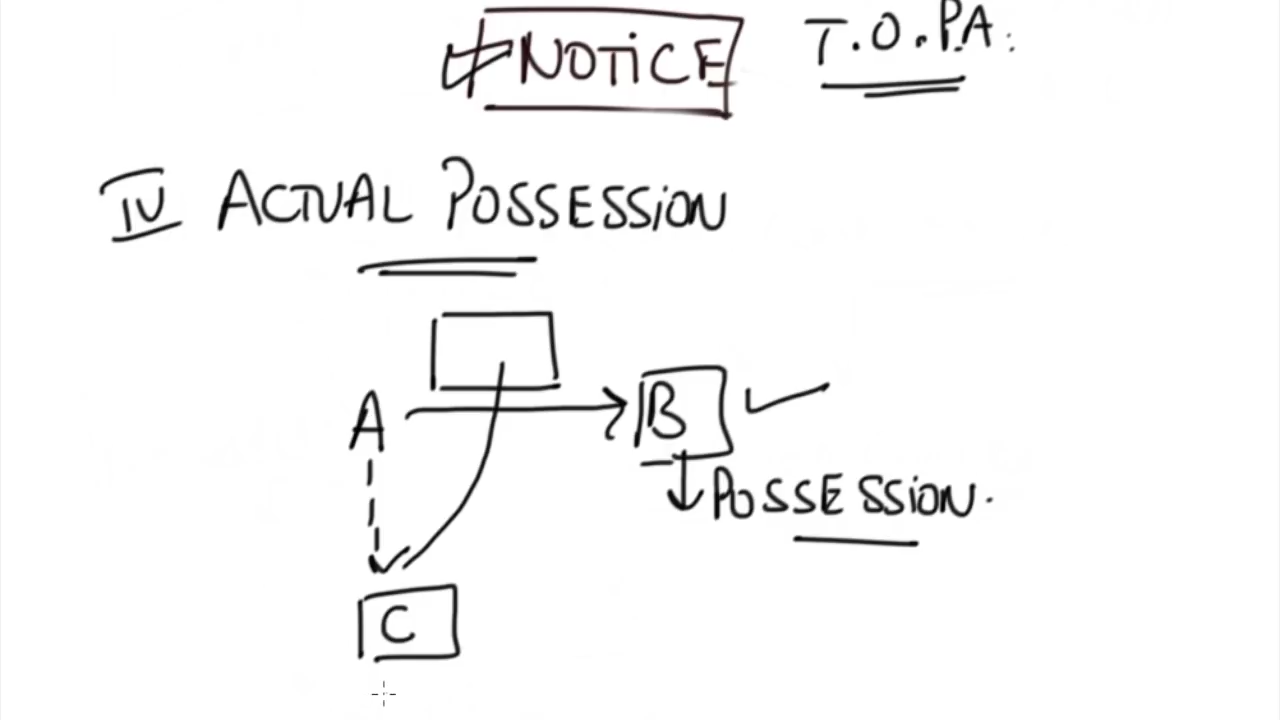 NOTICE T.O.P.A.
IV ACTUAL POSSESSION
A B
POSSESSION.
C